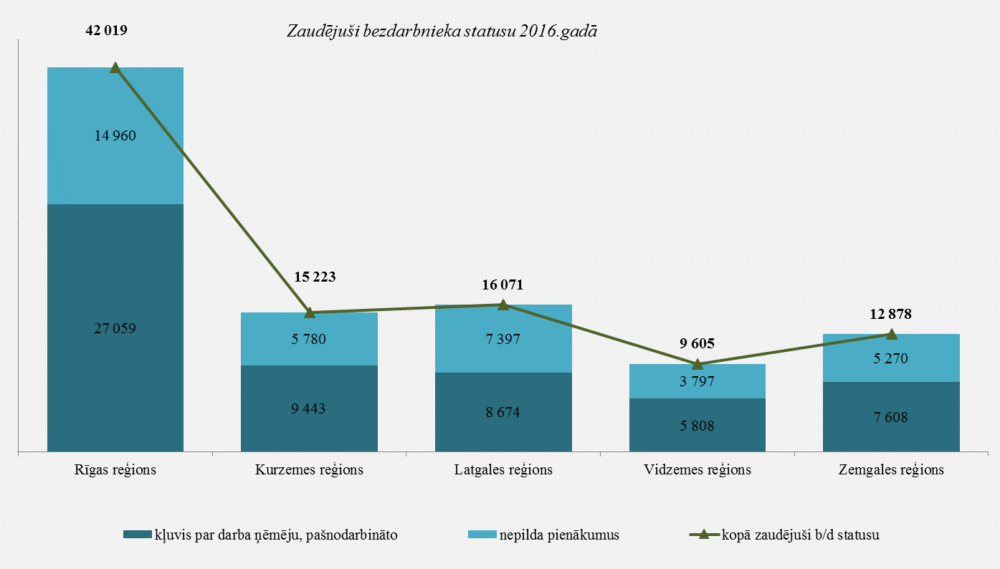 Zaudējuši bezdarbnieka statusu 2016.gadā
42 019
15 223
16 071
9 605
12 878
14 960
5 780
7 397
3 797
5 270
27 059
9 443
8 674
5 808
7 608
Rīgas reģions
Kurzemes reģions
Latgales reģions
Vidzemes reģions
Zemgales reģions
kļuvis par darba ņēmēju, pašnodarbināto
nepilda pienākumus
kopā zaudējuši b/d statusu